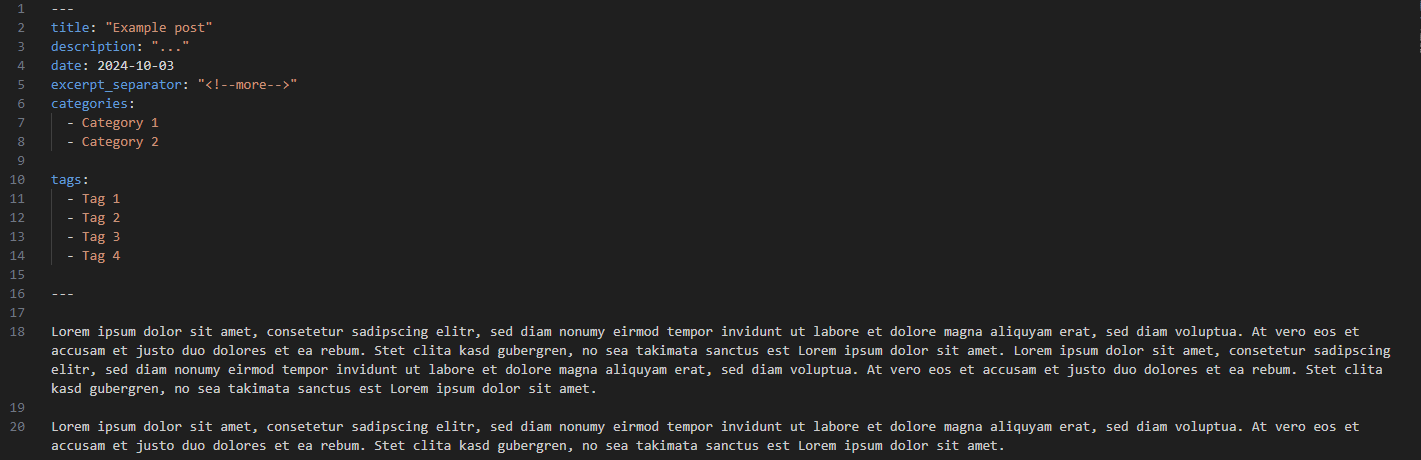 1 ---
2 title: "Example post"
3 description: "..."
4 date: 2024-10-03
5 excerpt_separator: "<!--more-->"
6 categories:
7   - Category 1
8   - Category 2
9
10 tags:
11   - Tag 1
12   - Tag 2
13   - Tag 3
14   - Tag 4
15
16 ---
17
18 Lorem ipsum dolor sit amet, consetetur sadipscing elitr, sed diam nonumy eirmod tempor invidunt ut labore et dolore magna aliquyam erat, sed diam voluptua. At vero eos et
accusam et justo duo dolores et ea rebum. Stet clita kasd gubergren, no sea takimata sanctus est Lorem ipsum dolor sit amet. Lorem ipsum dolor sit amet, consetetur sadipscing
elitr, sed diam nonumy eirmod tempor invidunt ut labore et dolore magna aliquyam erat, sed diam voluptua. At vero eos et accusam et justo duo dolores et ea rebum. Stet clita
kasd gubergren, no sea takimata sanctus est Lorem ipsum dolor sit amet.
19
20 Lorem ipsum dolor sit amet, consetetur sadipscing elitr, sed diam nonumy eirmod tempor invidunt ut labore et dolore magna aliquyam erat, sed diam voluptua. At vero eos et
accusam et justo duo dolores et ea rebum. Stet clita kasd gubergren, no sea takimata sanctus est Lorem ipsum dolor sit amet.